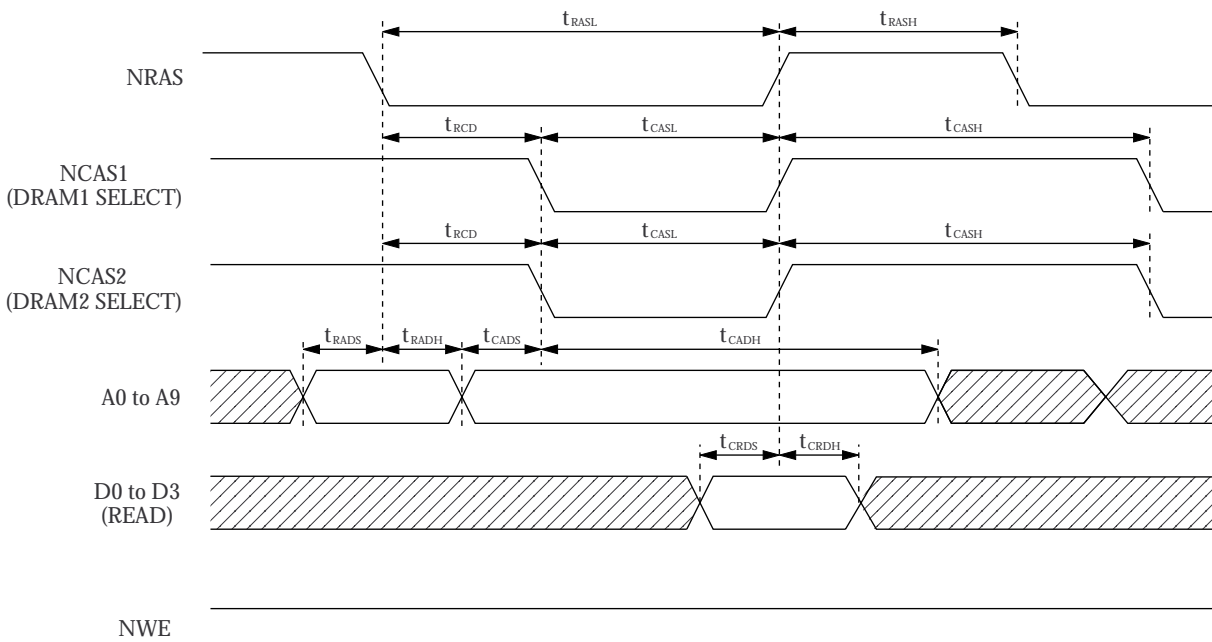 tRASL tRASH
NRAS
tRCD tCASL tCASH
NCAS1
(DRAM1 SELECT)
tRCD tCASL tCASH
NCAS2
(DRAM2 SELECT)
tRADS tRADH tCADS tCADH
A0 to A9
tCRDS tCRDH
D0 to D3
(READ)
NWE